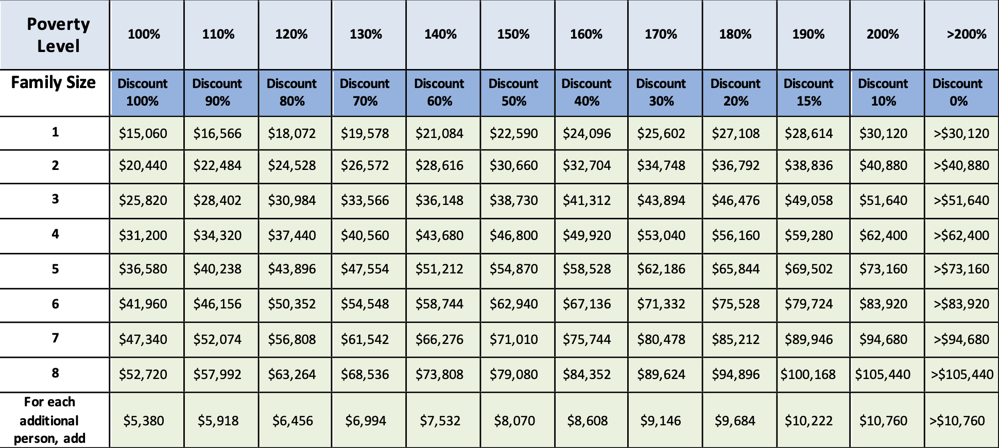 Poverty Level 100% 110% 120% 130% 140% 150% 160% 170% 180% 190% 200% >200%
Family Size Discount 100% Discount 90% Discount 80% Discount 70% Discount 60% Discount 50% Discount 40% Discount 30% Discount 20% Discount 15% Discount 10% Discount 0%
1 $15,060 $16,566 $18,072 $19,578 $21,084 $22,590 $24,096 $25,602 $27,108 $28,614 $30,120 >$30,120
2 $20,440 $22,484 $24,528 $26,572 $28,616 $30,660 $32,704 $34,748 $36,792 $38,836 $40,880 >$40,880
3 $25,820 $28,402 $30,984 $33,566 $36,148 $38,730 $41,312 $43,894 $46,476 $49,058 $51,640 >$51,640
4 $31,200 $34,320 $37,440 $40,560 $43,680 $46,800 $49,920 $53,040 $56,160 $59,280 $62,400 >$62,400
5 $36,580 $40,238 $43,896 $47,554 $51,212 $54,870 $58,528 $62,186 $65,844 $69,502 $73,160 >$73,160
6 $41,960 $46,156 $50,352 $54,548 $58,744 $62,940 $67,136 $71,332 $75,528 $79,724 $83,920 >$83,920
7 $47,340 $52,074 $56,808 $61,542 $66,276 $71,010 $75,744 $80,478 $85,212 $89,946 $94,680 >$94,680
8 $52,720 $57,992 $63,264 $68,536 $73,808 $79,080 $84,352 $89,624 $94,896 $100,168 $105,440 >$105,440
For each additional person, add $5,380 $5,918 $6,456 $6,994 $7,532 $8,070 $8,608 $9,146 $9,684 $10,222 $10,760 >$10,760